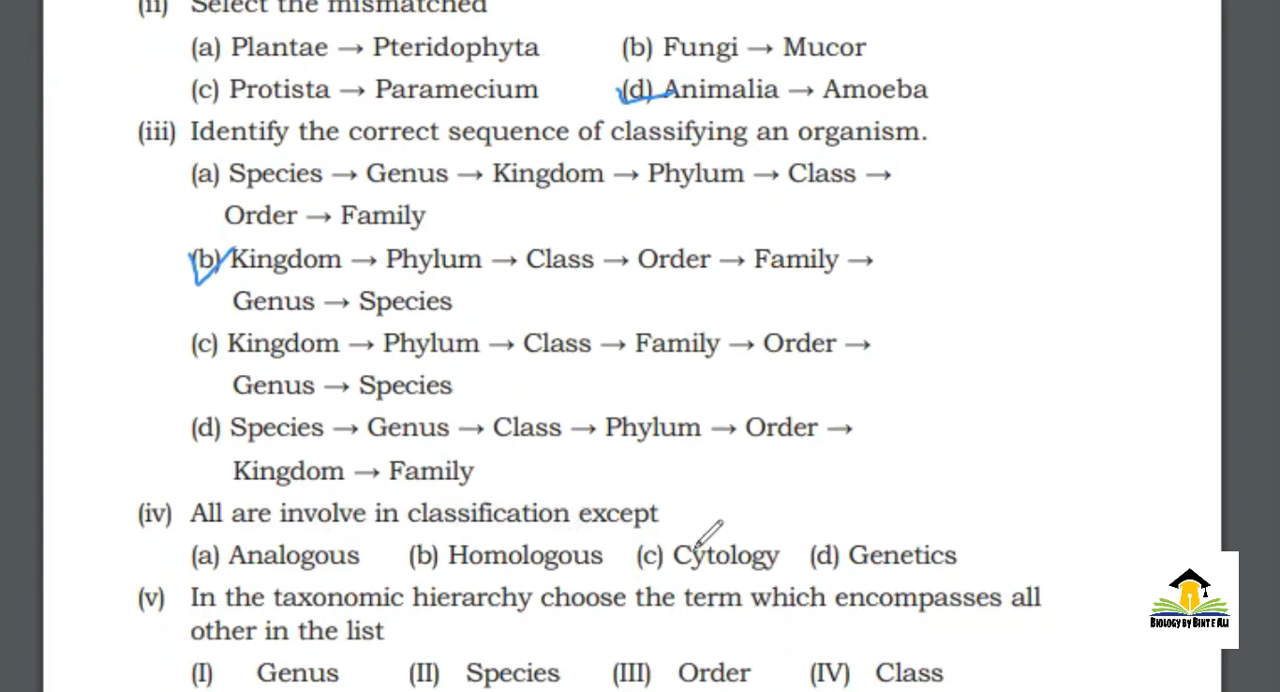 (ii) Select the mismatched
(a) Plantae → Pteridophyta (b) Fungi → Mucor
(c) Protista → Paramecium (d) Animalia → Amoeba
(iii) Identify the correct sequence of classifying an organism.
(a) Species → Genus → Kingdom → Phylum → Class →
Order → Family
(b) Kingdom → Phylum → Class → Order → Family →
Genus → Species
(c) Kingdom → Phylum → Class → Family → Order →
Genus → Species
(d) Species → Genus → Class → Phylum → Order →
Kingdom → Family
(iv) All are involve in classification except
(a) Analogous (b) Homologous (c) Cytology (d) Genetics
(v) In the taxonomic hierarchy choose the term which encompasses all
other in the list
(I) Genus (II) Species (III) Order (IV) Class
BIOLOGY BY BINT E ALI